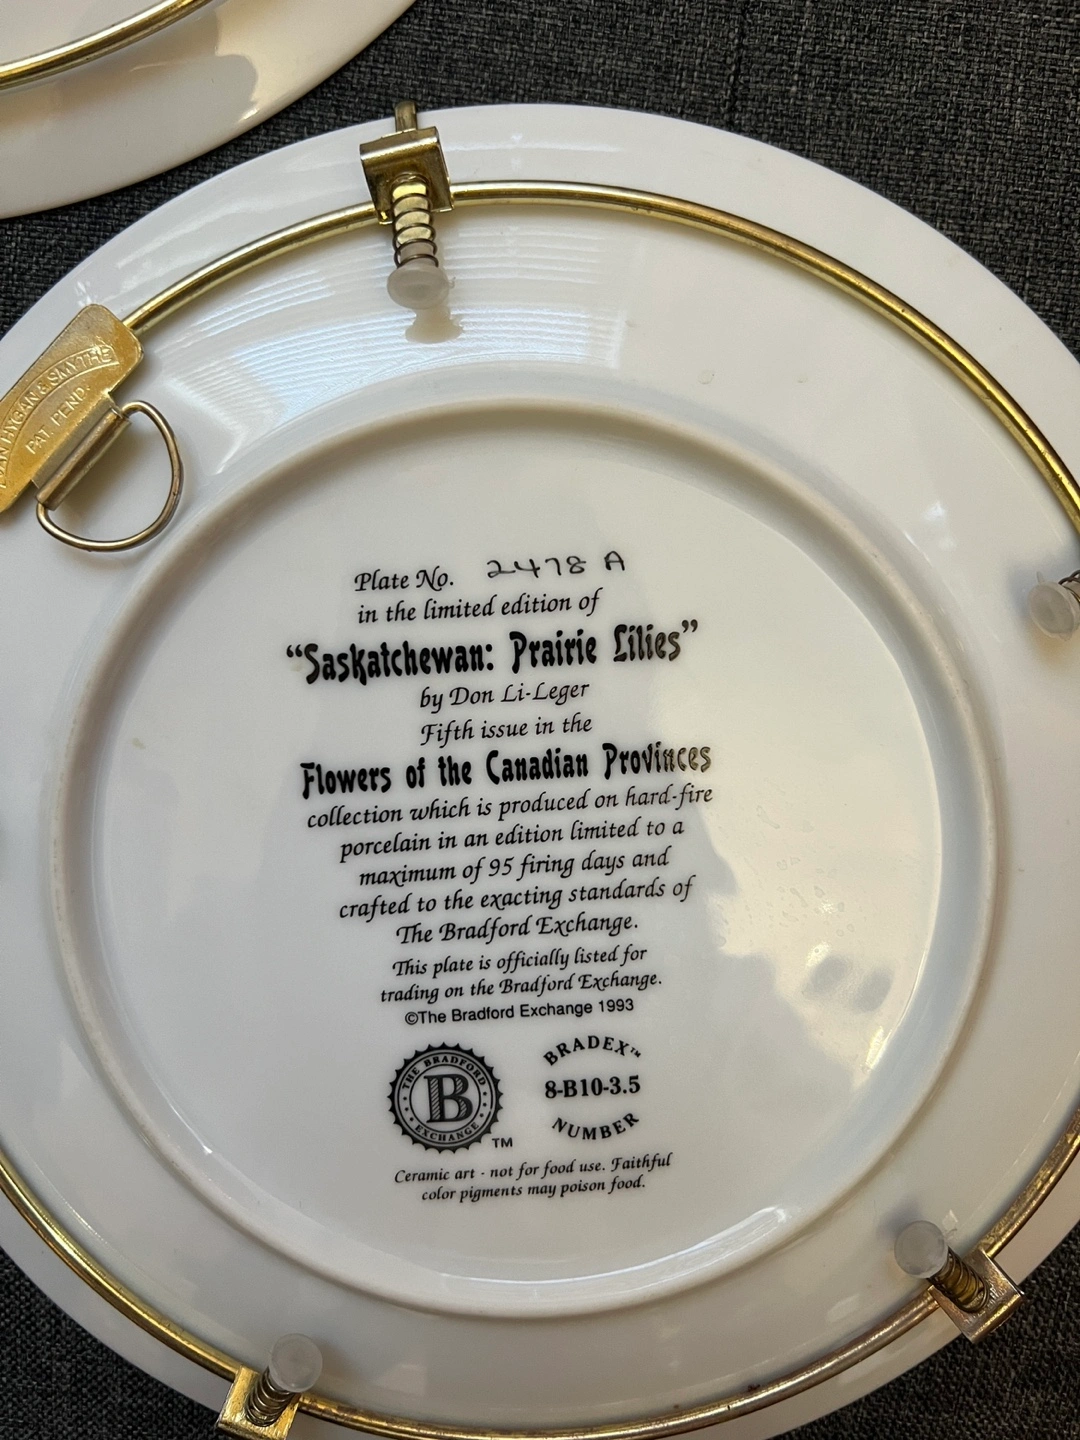 VAN HYGAN & SMYTHE
PAT. PEND.
Plate No. 2478 A
in the limited edition of
“Saskatchewan: Prairie Lilies”
by Don Li-Leger
Fifth issue in the
Flowers of the Canadian Provinces
collection which is produced on hard-fire
porcelain in an edition limited to a
maximum of 95 firing days and
crafted to the exacting standards of
The Bradford Exchange.
This plate is officially listed for
trading on the Bradford Exchange.
©The Bradford Exchange 1993
THE BRADFORD
B
EXCHANGE
TM
BRADEX™
8-B10-3.5
NUMBER
Ceramic art - not for food use. Faithful
color pigments may poison food.